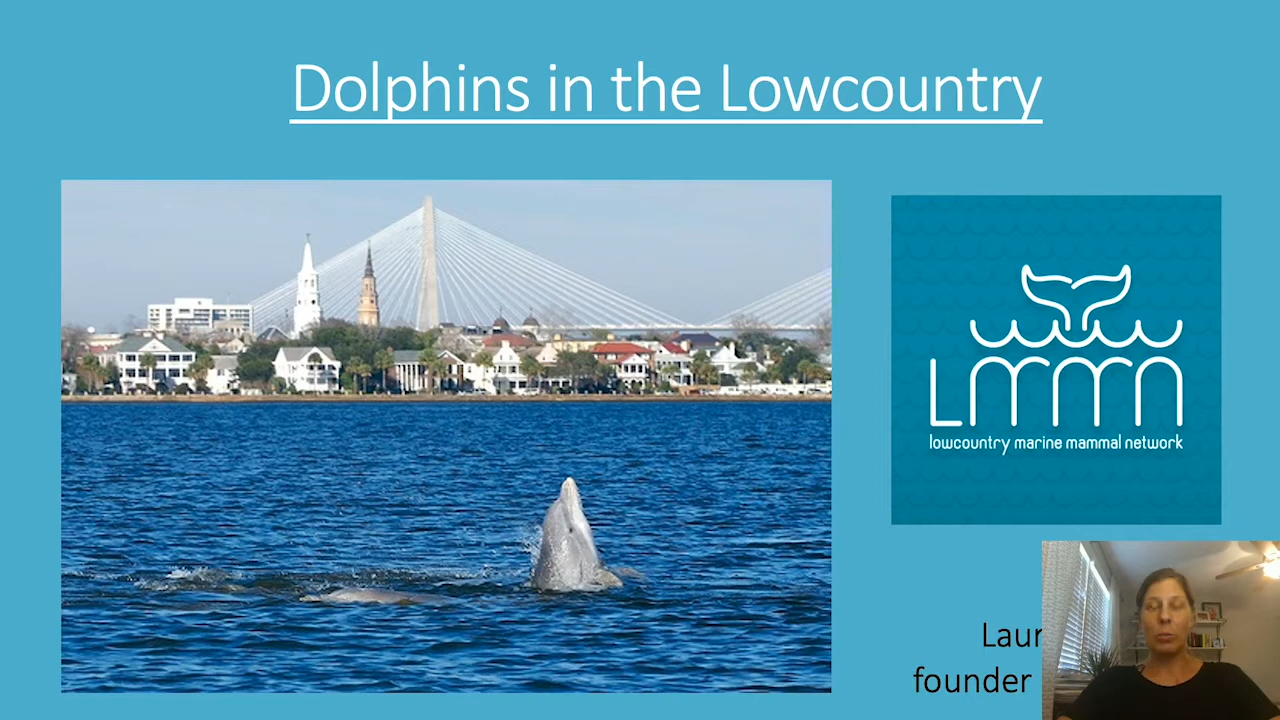 Dolphins in the Lowcountry
LMMN
lowcountry marine mammal network
founder